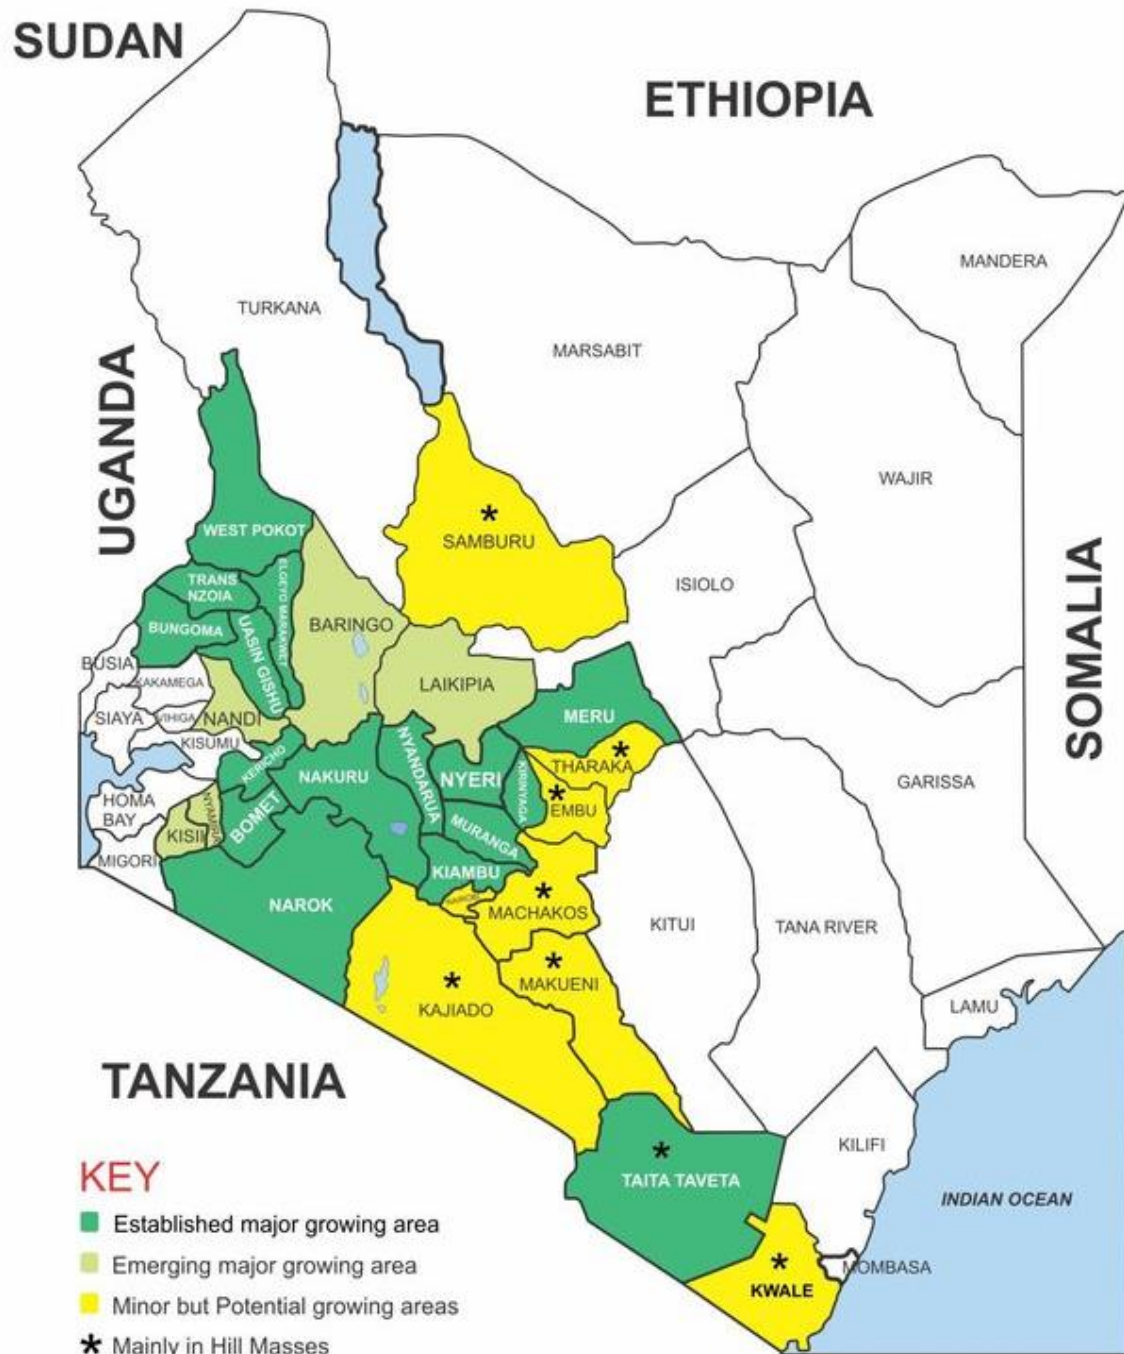 SUDAN
ETHIOPIA
MANDERA
TURKANA
MARSABIT
UGANDA
WAJIR
WEST POKOT
*
SAMBURU
SOMALIA
ISIOLO
TRANS
NZOIA
ELGEYO MARAKWET
BUNGOMA
UASIN GISHU
BARINGO
BUSIA
KAKAMEGA
LAIKIPIA
SIAYA
VIHIGA
NANDI
MERU
KISUMU
KERICHO
NAKURU
NYANDARUA
NYERI
KIRINYAGA
*
THARAKA
GARISSA
HOMA
BAY
NYAMIRA
BOMET
*
EMBU
KISII
MURANGA
MIGORI
KIAMBU
NAROK
NAIROBI
*
MACHAKOS
KITUI
TANA RIVER
*
MAKUENI
*
KAJIADO
LAMU
TANZANIA
KILIFI
*
TAITA TAVETA
INDIAN OCEAN
*
KWALE
MOMBASA
KEY
Established major growing area
Emerging major growing area
Minor but Potential growing areas
* Mainly in Hill Masses